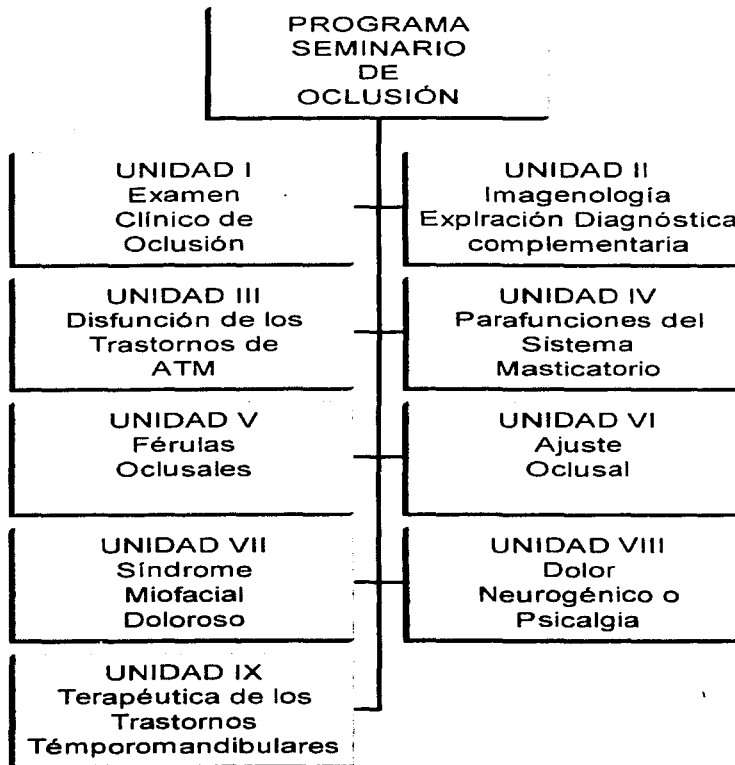 PROGRAMA
SEMINARIO
DE
OCLUSIÓN
UNIDAD I
Examen
Clínico de
Oclusión
UNIDAD II
Imagenología
Explración Diagnóstica
complementaria
UNIDAD III
Disfunción de los
Trastornos de
ATM
UNIDAD IV
Parafunciones del
Sistema
Masticatorio
UNIDAD V
Férulas
Oclusales
UNIDAD VI
Ajuste
Oclusal
UNIDAD VII
Síndrome
Miofacial
Doloroso
UNIDAD VIII
Dolor
Neurogénico o
Psicalgia
UNIDAD IX
Terapéutica de los
Trastornos
Témporomandibulares